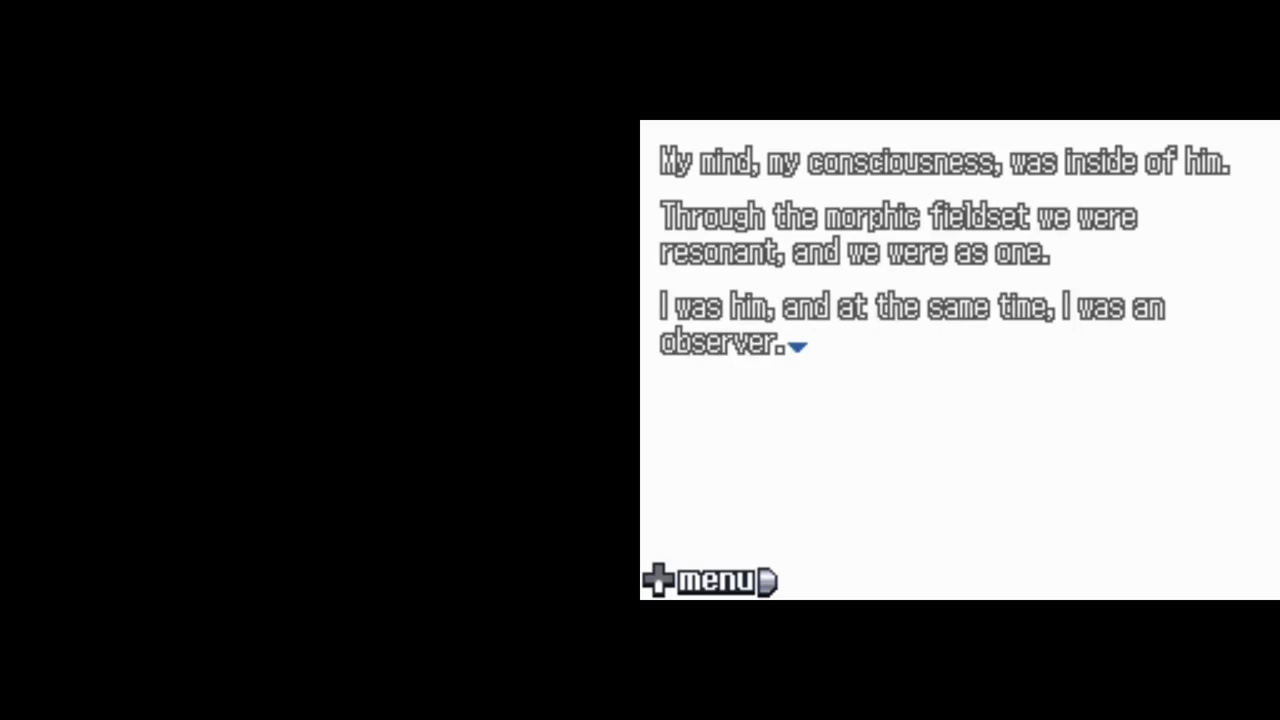 My mind, my consciousness, was inside of him.
Through the morphic fieldset we were
resonant, and we were as one.
I was him, and at the same time, I was an
observer.
menu